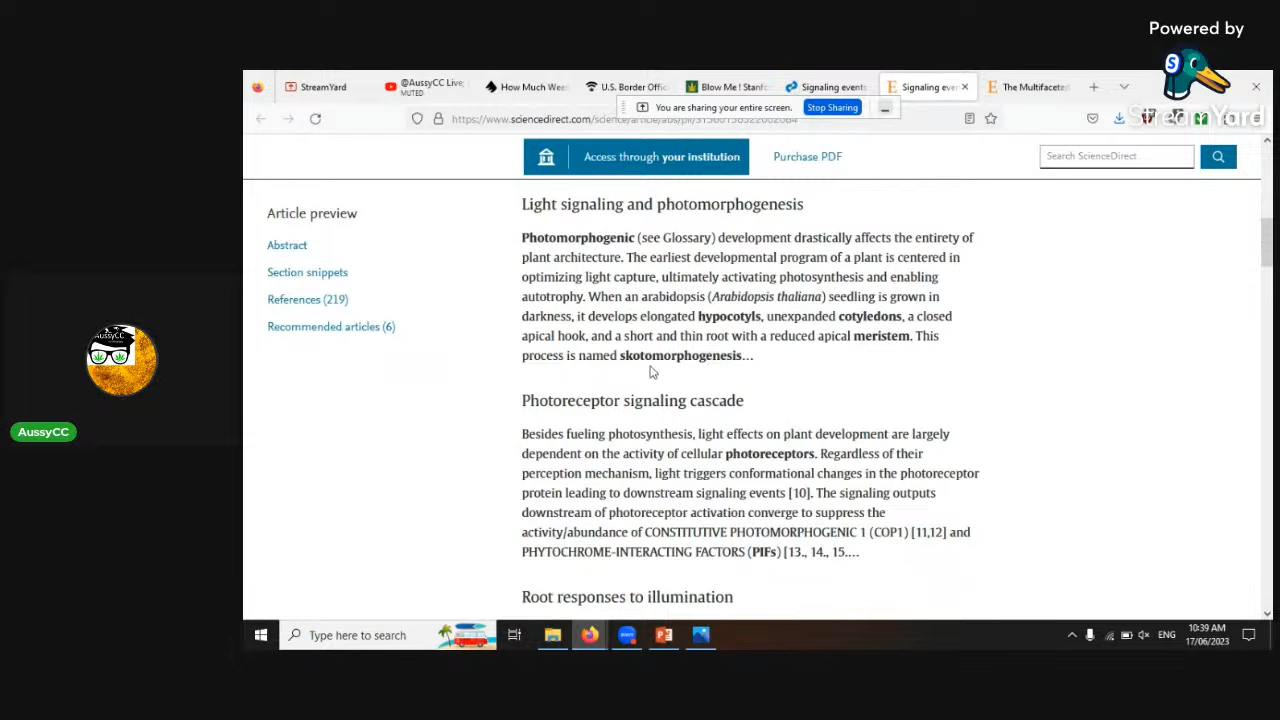 Powered by
StreamYard
StreamYard
@AussyCC Live;
MUTED
How Much Wee
U.S. Border Offic
Blow Me ! Stanfo
Signaling events
Signaling even
The Multifacete
You are sharing your entire screen.
Stop Sharing
Access through your institution
Purchase PDF
Search ScienceDirect
Article preview
Abstract
Section snippets
References (219)
Recommended articles (6)
Light signaling and photomorphogenesis
Photomorphogenic (see Glossary) development drastically affects the entirety of
plant architecture. The earliest developmental program of a plant is centered in
optimizing light capture, ultimately activating photosynthesis and enabling
autotrophy. When an arabidopsis (Arabidopsis thaliana) seedling is grown in
darkness, it develops elongated hypocotyls, unexpanded cotyledons, a closed
apical hook, and a short and thin root with a reduced apical meristem. This
process is named skotomorphogenesis…
Photoreceptor signaling cascade
Besides fueling photosynthesis, light effects on plant development are largely
dependent on the activity of cellular photoreceptors. Regardless of their
perception mechanism, light triggers conformational changes in the photoreceptor
protein leading to downstream signaling events [10]. The signaling outputs
downstream of photoreceptor activation converge to suppress the
activity/abundance of CONSTITUTIVE PHOTOMORPHOGENIC 1 (COP1) [11,12] and
PHYTOCHROME-INTERACTING FACTORS (PIFs) [13., 14., 15.…
Root responses to illumination
AussyCC
AussyCC
Type here to search
ENG
10:39 AM
17/06/2023